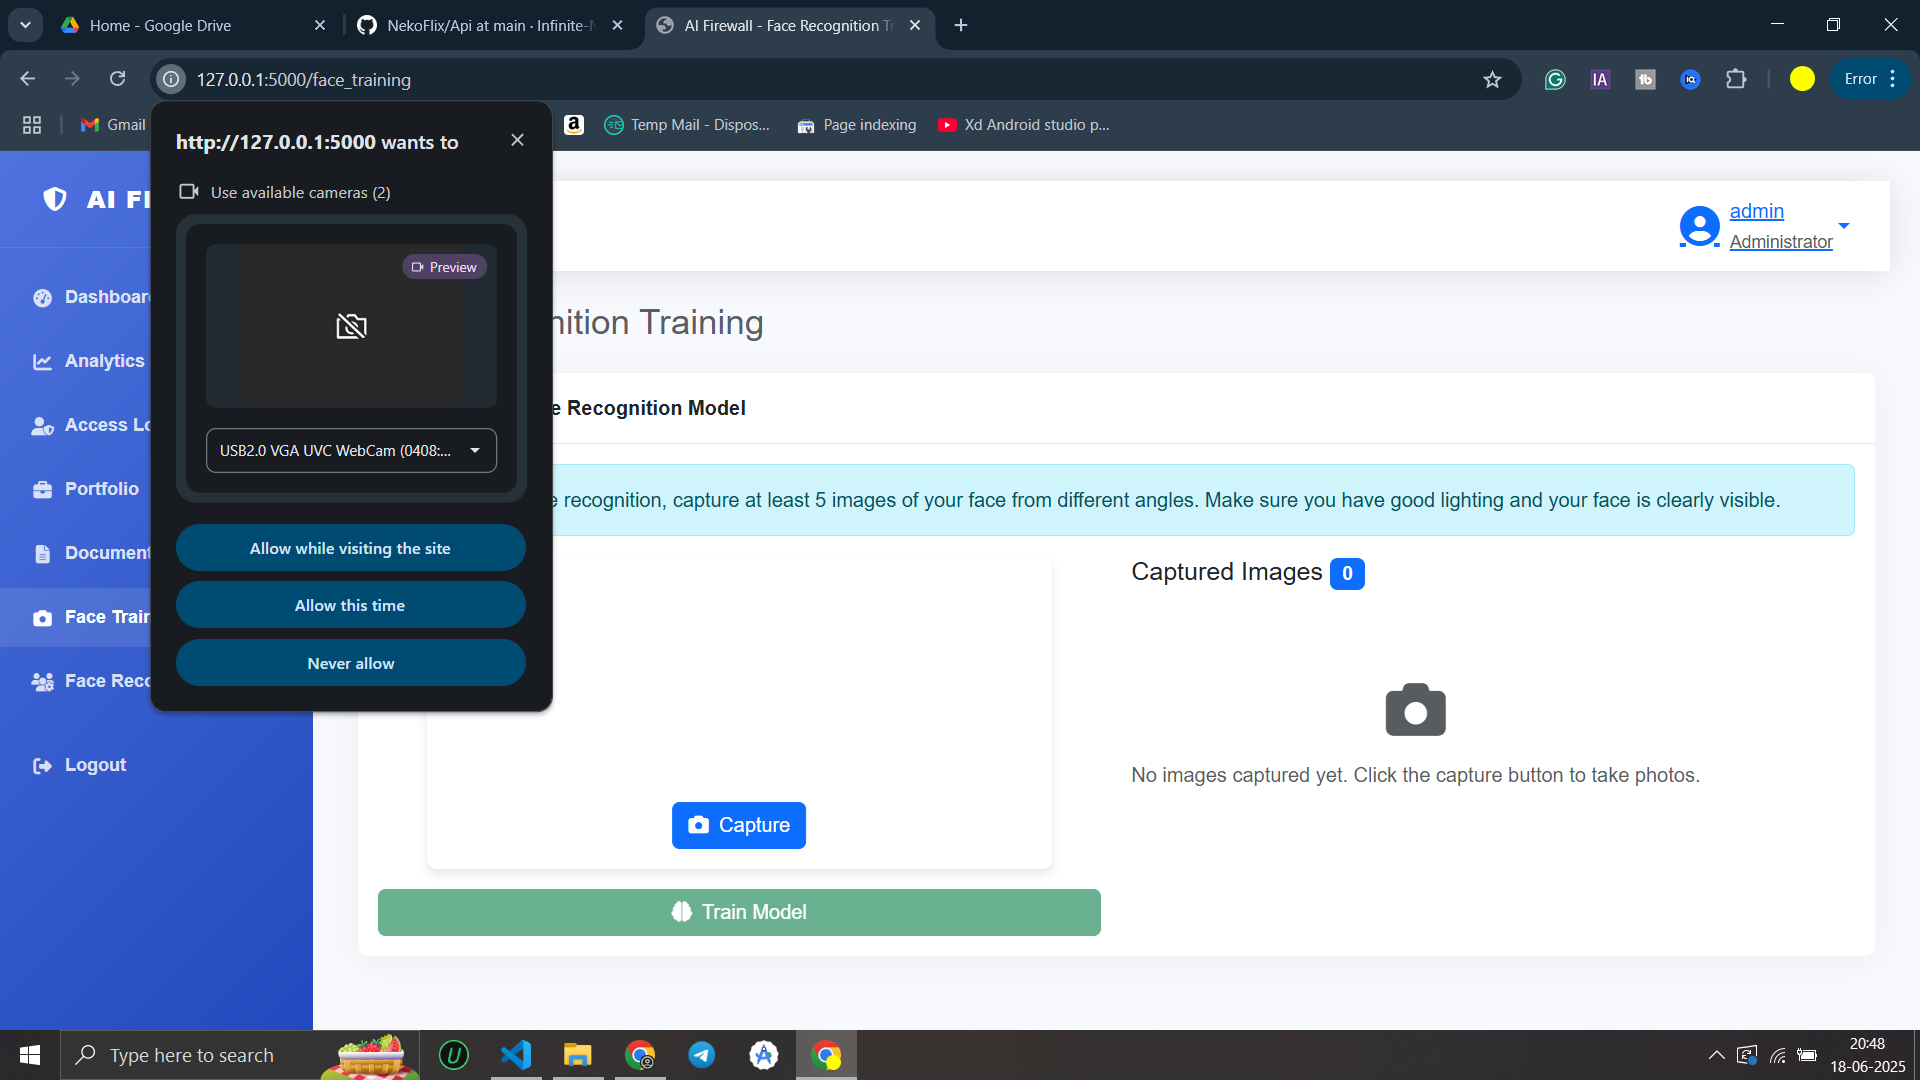 Home - Google Drive
NekoFlix/Api at main · Infinite-N
AI Firewall - Face Recognition T
127.0.0.1:5000/face_training
IA
tb
IQ
Error
Gmail
a
Temp Mail - Dispos...
Page indexing
Xd Android studio p...
http://127.0.0.1:5000 wants to
Use available cameras (2)
Preview
USB2.0 VGA UVC WebCam (0408:...
Allow while visiting the site
Allow this time
Never allow
AI FI
Dashboar
Analytics
Access Lo
Portfolio
Document
Face Train
Face Reco
Logout
admin
Administrator
nition Training
e Recognition Model
e recognition, capture at least 5 images of your face from different angles. Make sure you have good lighting and your face is clearly visible.
Capture
Train Model
Captured Images 0
No images captured yet. Click the capture button to take photos.
Type here to search
U
20:48
18-06-2025